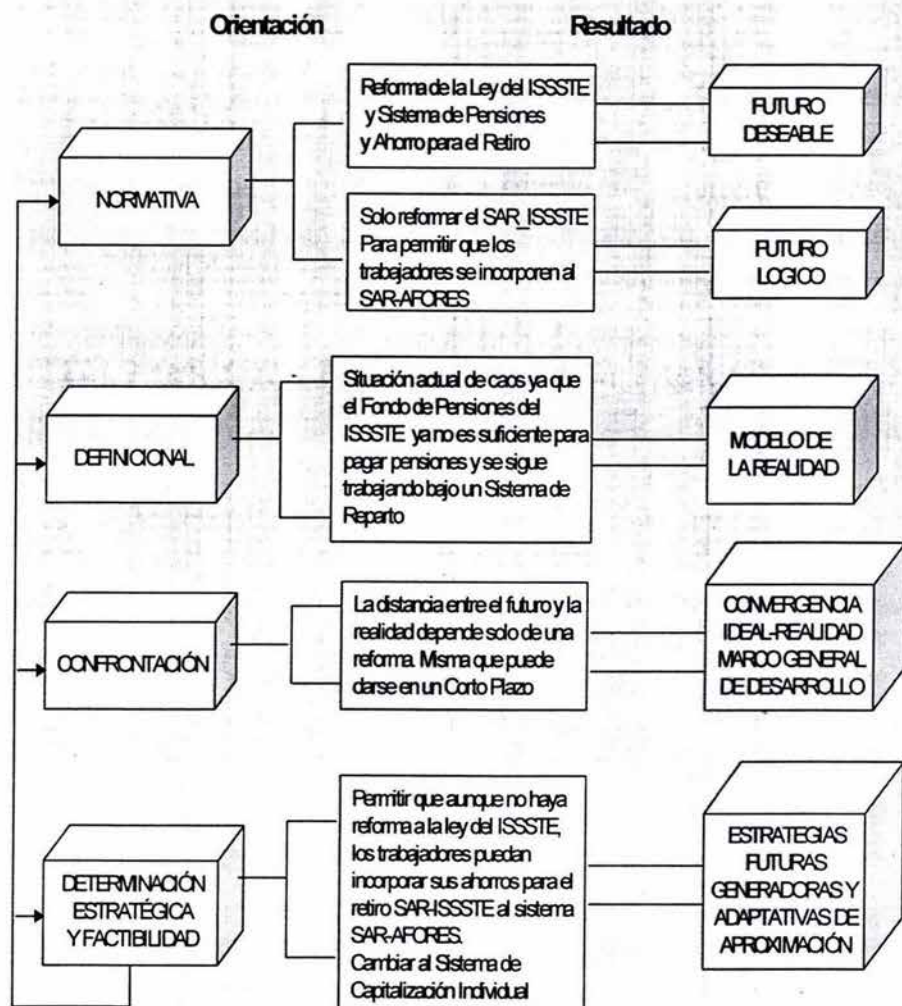 Orientación
Resultado
NORMATIVA
Reforma de la Ley del ISSSTE
y Sistema de Pensiones
y Ahorro para el Retiro
FUTURO
DESEABLE
Solo reformar el SAR_ISSSTE
Para permitir que los
trabajadores se incorporen al
SAR-AFORES
FUTURO
LOGICO
DEFINICIONAL
Situación actual de caos ya que
el Fondo de Pensiones del
ISSSTE ya no es suficiente para
pagar pensiones y se sigue
trabajando bajo un Sistema de
Reparto
MODELO DE
LA REALIDAD
CONFRONTACIÓN
La distancia entre el futuro y la
realidad depende solo de una
reforma. Misma que puede
darse en un Corto Plazo
CONVERGENCIA
IDEAL-REALIDAD
MARCO GENERAL
DE DESARROLLO
DETERMINACIÓN
ESTRATÉGICA
Y FACTIBILIDAD
Permitir que aunque no haya
reforma a la ley del ISSSTE,
los trabajadores puedan
incorporar sus ahorros para el
retiro SAR-ISSSTE al sistema
SAR-AFORES.
Cambiar al Sistema de
Capitalización Individual
ESTRATEGIAS
FUTURAS
GENERADORAS Y
ADAPTATIVAS DE
APROXIMACIÓN